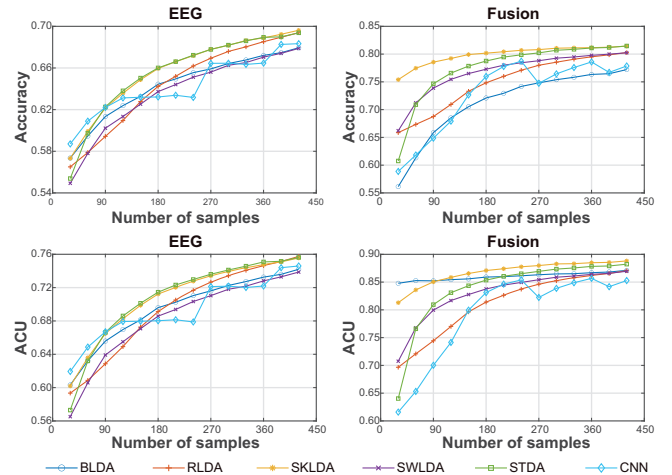 EEG
Accuracy
0.70
0.66
0.62
0.58
0.54
0 90 180 270 360 450
Number of samples
Fusion
Accuracy
0.85
0.80
0.75
0.70
0.65
0.60
0.55
0 90 180 270 360 450
Number of samples
EEG
ACU
0.76
0.72
0.68
0.64
0.60
0.56
0 90 180 270 360 450
Number of samples
Fusion
ACU
0.90
0.85
0.80
0.75
0.70
0.65
0.60
0 90 180 270 360 450
Number of samples
BLDA RLDA SKLDA SWLDA STDA CNN